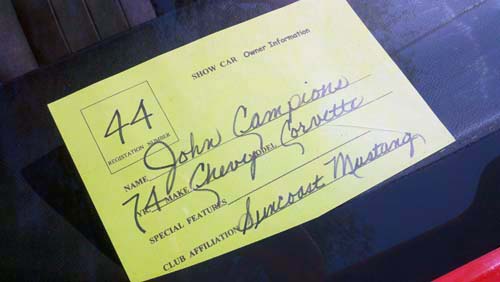 SHOW CAR Owner Information
44
REGISTRATION NUMBER
NAME John Campione
YR. MAKE 74 Chevy MODEL Corvette
SPECIAL FEATURES
CLUB AFFILIATION Suncoast Mustang